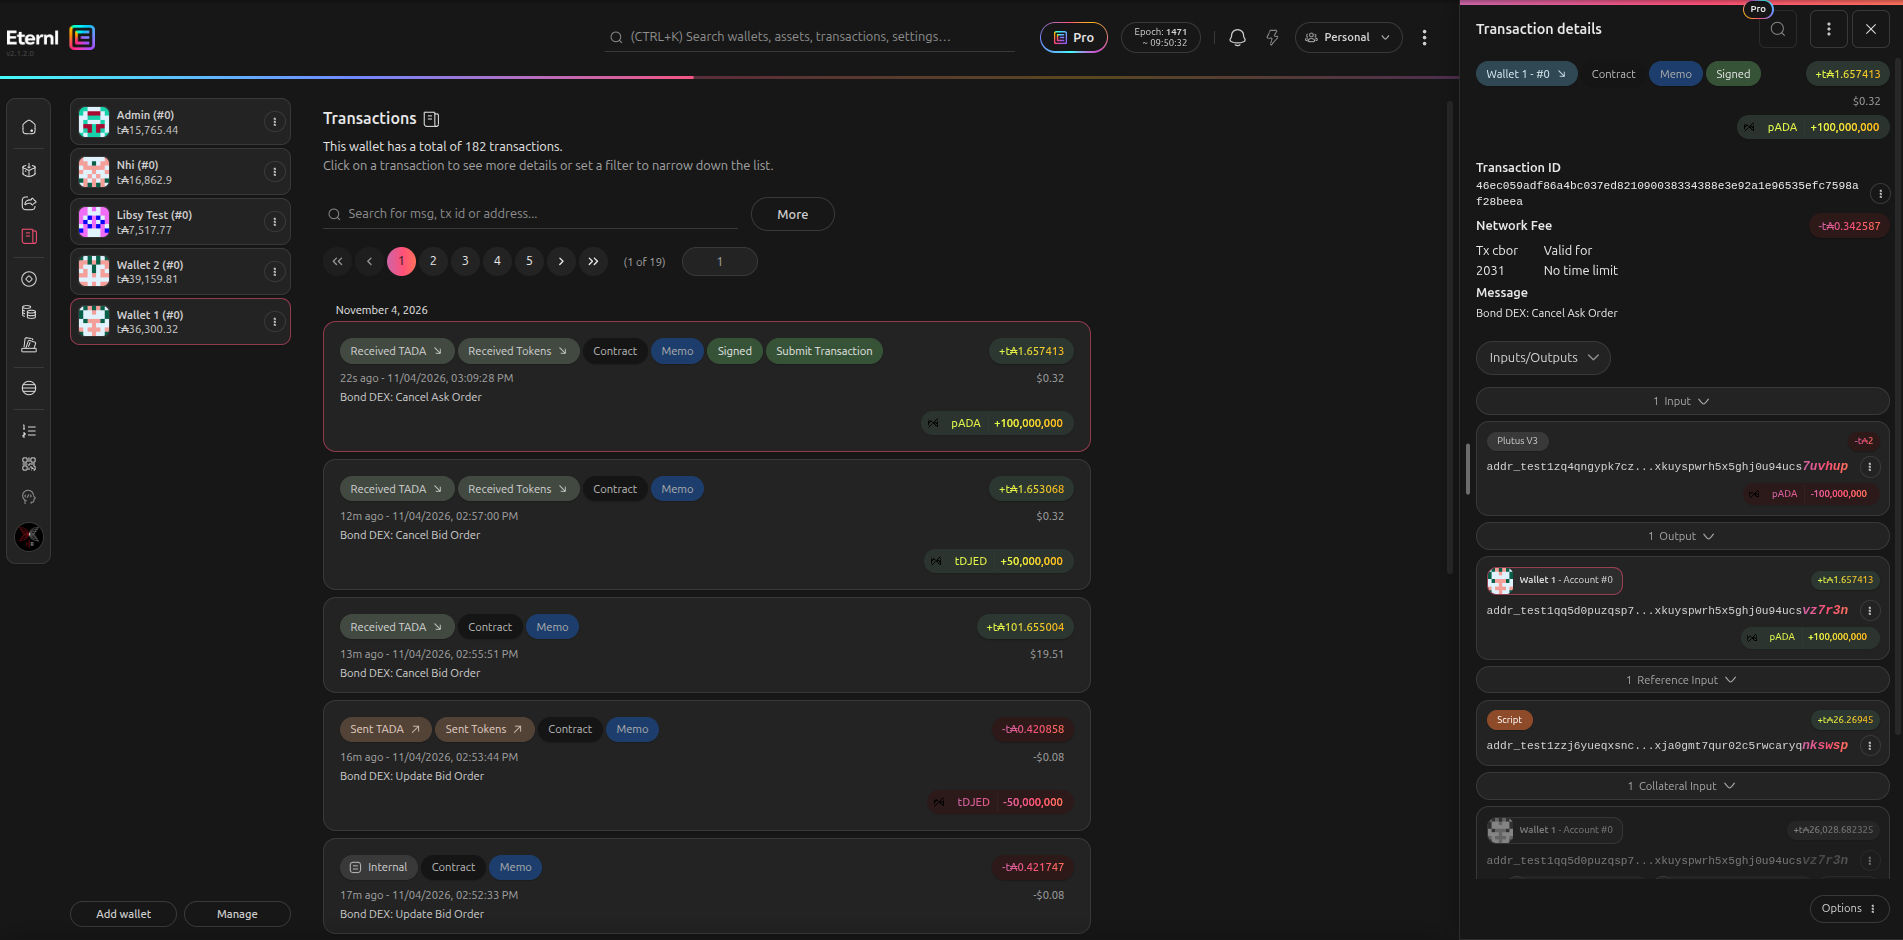 Eternl
v2.1.2.0
(CTRL+K) Search wallets, assets, transactions, settings...
Pro
Epoch: 1471
~ 09:50:32
Personal
Admin (#0)
t₳15,765.44
Nhi (#0)
t₳16,862.9
Libsy Test (#0)
t₳7,517.77
Wallet 2 (#0)
t₳39,159.81
Wallet 1 (#0)
t₳36,300.32
Add wallet
Manage
Transactions
This wallet has a total of 182 transactions.
Click on a transaction to see more details or set a filter to narrow down the list.
Search for msg, tx id or address...
More
1 2 3 4 5 (1 of 19) 1
November 4, 2026
Received TADA Received Tokens Contract Memo Signed Submit Transaction +t₳1.657413
22s ago - 11/04/2026, 03:09:28 PM $0.32
Bond DEX: Cancel Ask Order
pADA +100,000,000
Received TADA Received Tokens Contract Memo +t₳1.653068
12m ago - 11/04/2026, 02:57:00 PM $0.32
Bond DEX: Cancel Bid Order
tDJED +50,000,000
Received TADA Contract Memo +t₳101.655004
13m ago - 11/04/2026, 02:55:51 PM $19.51
Bond DEX: Cancel Bid Order
Sent TADA Sent Tokens Contract Memo -t₳0.420858
16m ago - 11/04/2026, 02:53:44 PM -$0.08
Bond DEX: Update Bid Order
tDJED -50,000,000
Internal Contract Memo -t₳0.421747
17m ago - 11/04/2026, 02:52:33 PM -$0.08
Bond DEX: Update Bid Order
Transaction details
Pro
Wallet 1 - #0 Contract Memo Signed +t₳1.657413
$0.32
pADA +100,000,000
Transaction ID
46ec059adf86a4bc037ed821090038334388e3e92a1e96535efc7598a
f28beea
Network Fee -t₳0.342587
Tx cbor Valid for
2031 No time limit
Message
Bond DEX: Cancel Ask Order
Inputs/Outputs
1 Input
Plutus V3 -t₳2
addr_test1zq4qngypk7cz...xkuyspwrh5x5ghj0u94ucs7uvhup
pADA -100,000,000
1 Output
Wallet 1 - Account #0 +t₳1.657413
addr_test1qq5d0puzqsp7...xkuyspwrh5x5ghj0u94ucsvz7r3n
pADA +100,000,000
1 Reference Input
Script +t₳26.26945
addr_test1zzj6yueqxsnc...xja0gmt7qur02c5rwcaryqnkswsp
1 Collateral Input
Wallet 1 - Account #0 +t₳26,028.682325
addr_test1qq5d0puzqsp7...xkuyspwrh5x5ghj0u94ucsvz7r3n
Options